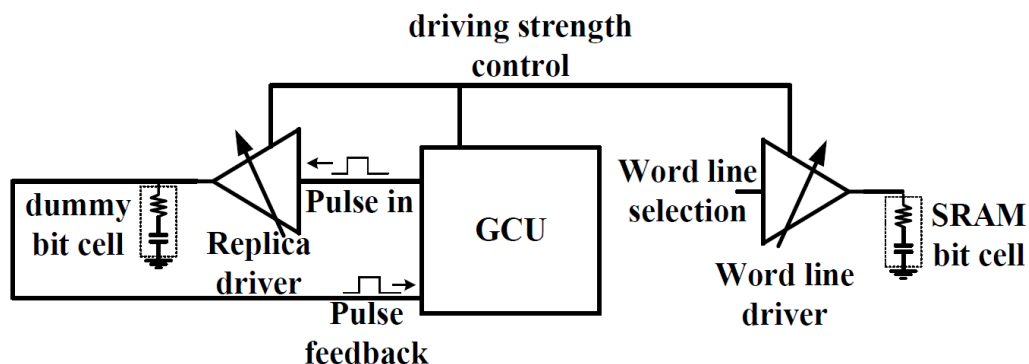 driving strength
control
dummy
bit cell
Replica
driver
Pulse in
Pulse
feedback
GCU
Word line
selection
Word line
driver
SRAM
bit cell